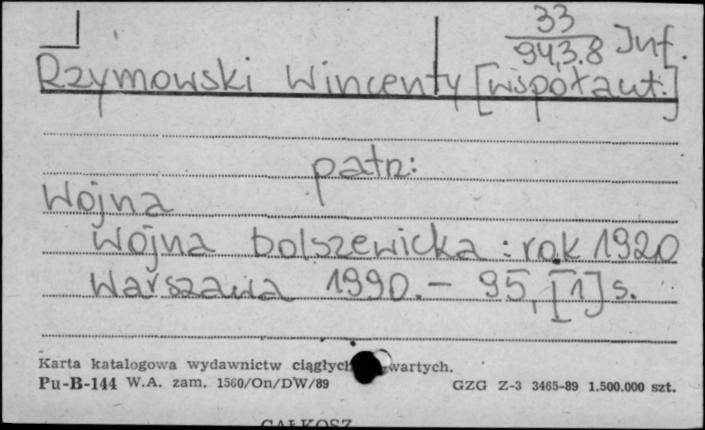 33
943.8 Inf.
Rzymowski Wincenty [współaut.]
patrz:
Wojna
Wojna bolszewicka : rok 1920
Warszawa 1990. - 95, [1] s.
Karta katalogowa wydawnictw ciągłych wartych.
Pu-B-144 W.A. zam. 1560/On/DW/89 GZG Z-3 3465-89 1.500.000 szt.